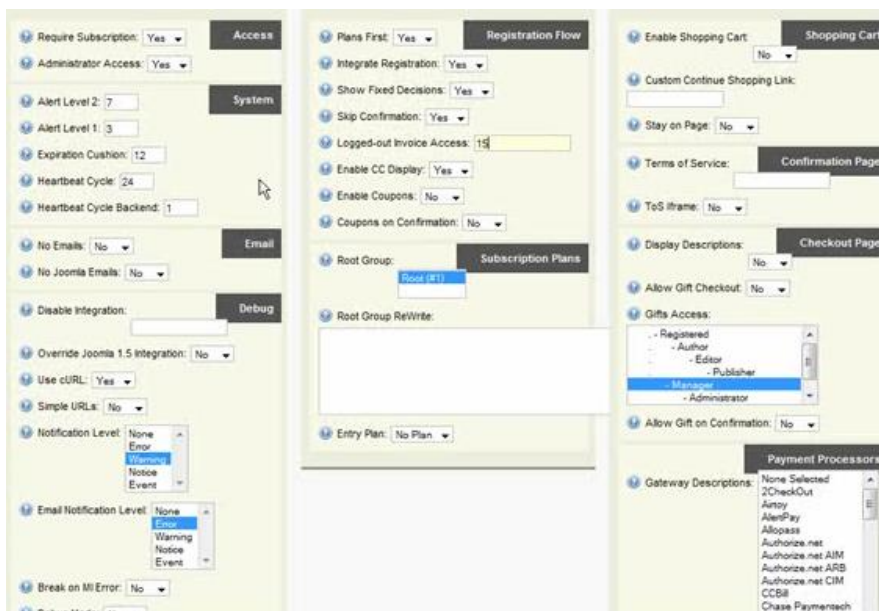 Access
Require Subscription: Yes
Administrator Access: Yes
System
Alert Level 2: 7
Alert Level 1: 3
Expiration Cushion: 12
Heartbeat Cycle: 24
Heartbeat Cycle Backend: 1
Email
No Emails: No
No Joomla Emails: No
Debug
Disable Integration:
Override Joomla 1.5 Integration: No
Use cURL: Yes
Simple URLs: No
Notification Level:
None
Error
Warning
Notice
Event
Email Notification Level:
None
Error
Warning
Notice
Event
Break on MI Error: No
Registration Flow
Plans First: Yes
Integrate Registration: Yes
Show Fixed Decisions: Yes
Skip Confirmation: Yes
Logged-out Invoice Access: 15
Enable CC Display: Yes
Enable Coupons: No
Coupons on Confirmation: No
Subscription Plans
Root Group:
Root (#1)
Root Group ReWrite:
Entry Plan: No Plan
Shopping Cart
Enable Shopping Cart:
No
Custom Continue Shopping Link:
Stay on Page: No
Confirmation Page
Terms of Service:
ToS Iframe: No
Checkout Page
Display Descriptions:
No
Allow Gift Checkout: No
Gifts Access:
. - Registered
. - Author
. - Editor
. - Publisher
- Manager
- Administrator
Allow Gift on Confirmation: No
Payment Processors
Gateway Descriptions:
None Selected
2CheckOut
Airtoy
AlertPay
Allopass
Authorize.net
Authorize.net AIM
Authorize.net ARB
Authorize.net CIM
CCBill
Chase Paymentech